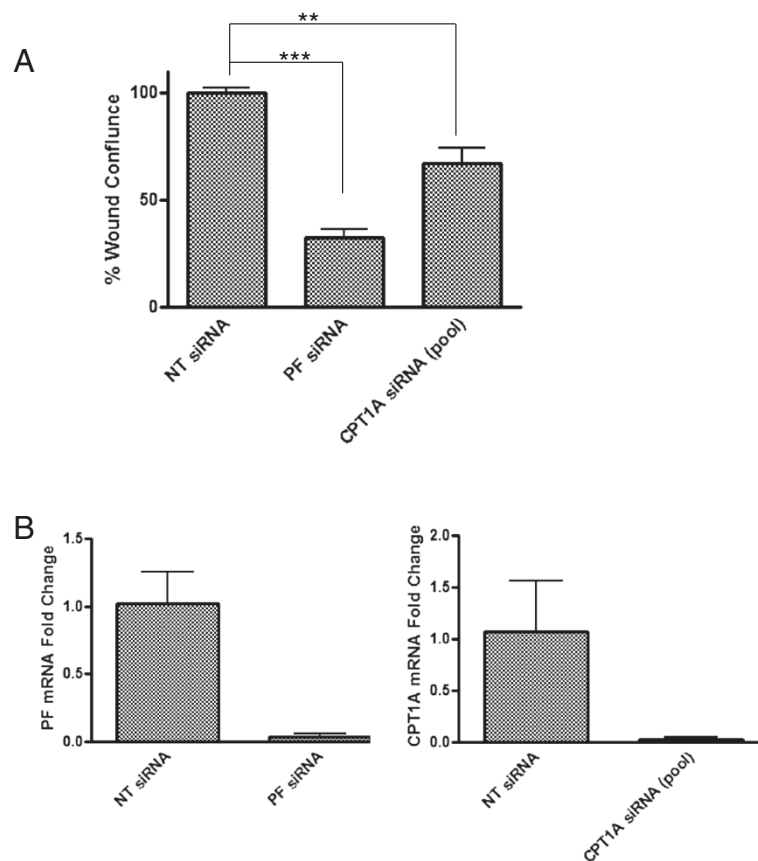 A
**
***
% Wound Conflunce
100
50
0
NT siRNA
PF siRNA
CPT1A siRNA (pool)
B
PF mRNA Fold Change
1.5
1.0
0.5
0.0
NT siRNA
PF siRNA
CPT1A mRNA Fold Change
2.0
1.5
1.0
0.5
0.0
NT siRNA
CPT1A siRNA (pool)